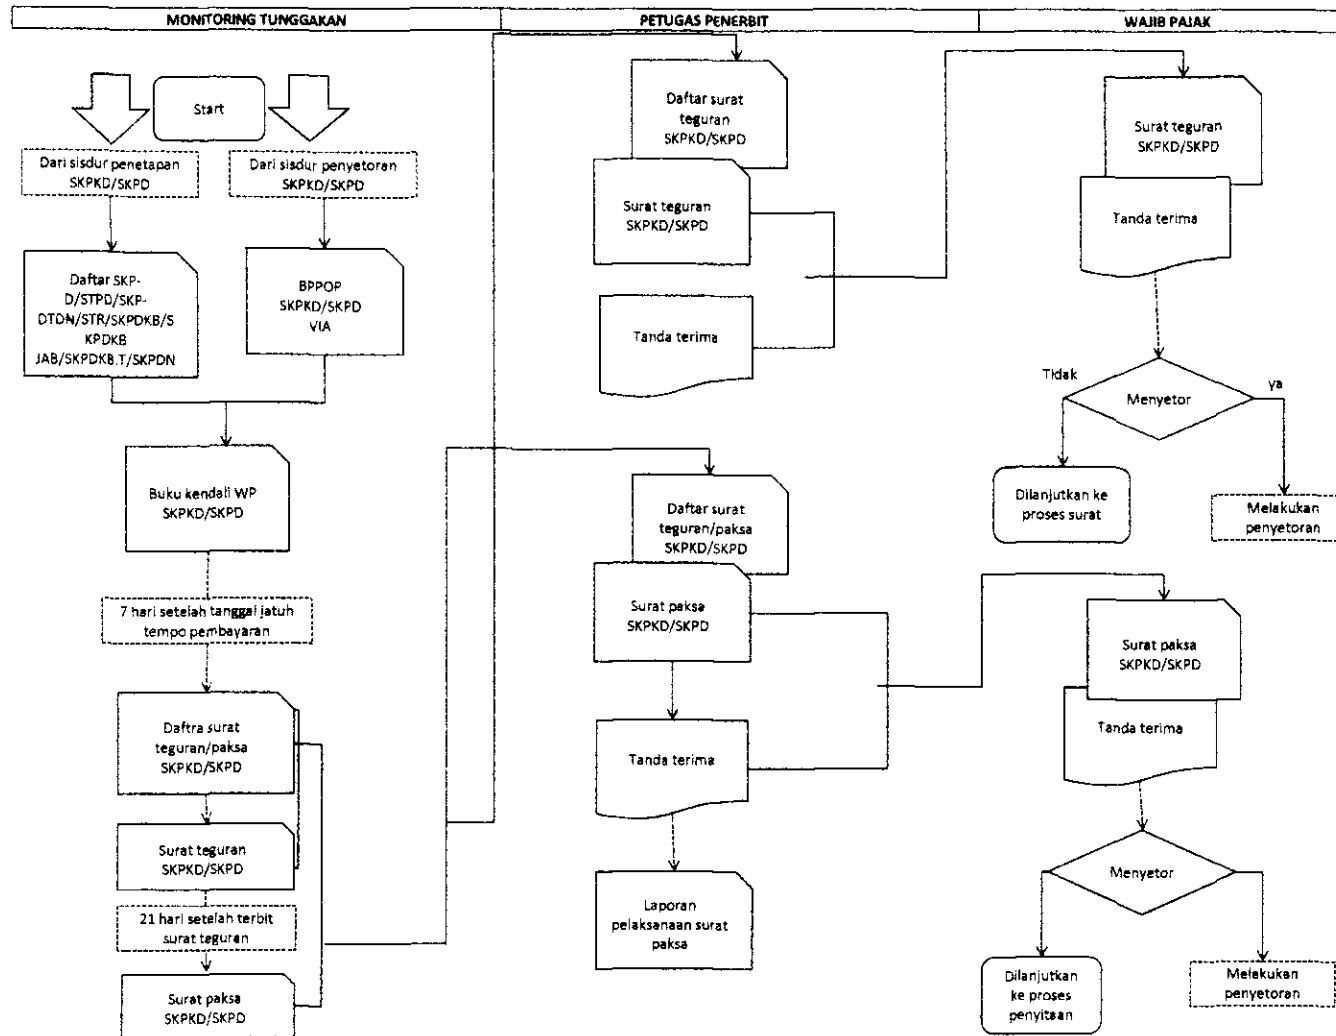 MONITORING TUNGGAKAN
PETUGAS PENERBIT
WAJIB PAJAK
Start
Dari sisdur penetapan
SKPKD/SKPD
Dari sisdur penyetoran
SKPKD/SKPD
Daftar SKP-
D/STPD/SKP-
DTDN/STR/SKPDKB/S
KPDKB
JAB/SKPDKB.T/SKPDN
BPPOP
SKPKD/SKPD
VIA
Buku kendali WP
SKPKD/SKPD
7 hari setelah tanggal jatuh
tempo pembayaran
Daftra surat
teguran/paksa
SKPKD/SKPD
Surat teguran
SKPKD/SKPD
21 hari setelah terbit
surat teguran
Surat paksa
SKPKD/SKPD
Daftar surat
teguran
SKPKD/SKPD
Surat teguran
SKPKD/SKPD
Tanda terima
Daftar surat
teguran/paksa
SKPKD/SKPD
Surat paksa
SKPKD/SKPD
Tanda terima
Laporan
pelaksanaan surat
paksa
Surat teguran
SKPKD/SKPD
Tanda terima
Tidak
Menyetor
ya
Dilanjutkan ke
proses surat
Melakukan
penyetoran
Surat paksa
SKPKD/SKPD
Tanda terima
Menyetor
Dilanjutkan
ke proses
penyitaan
Melakukan
penyetoran